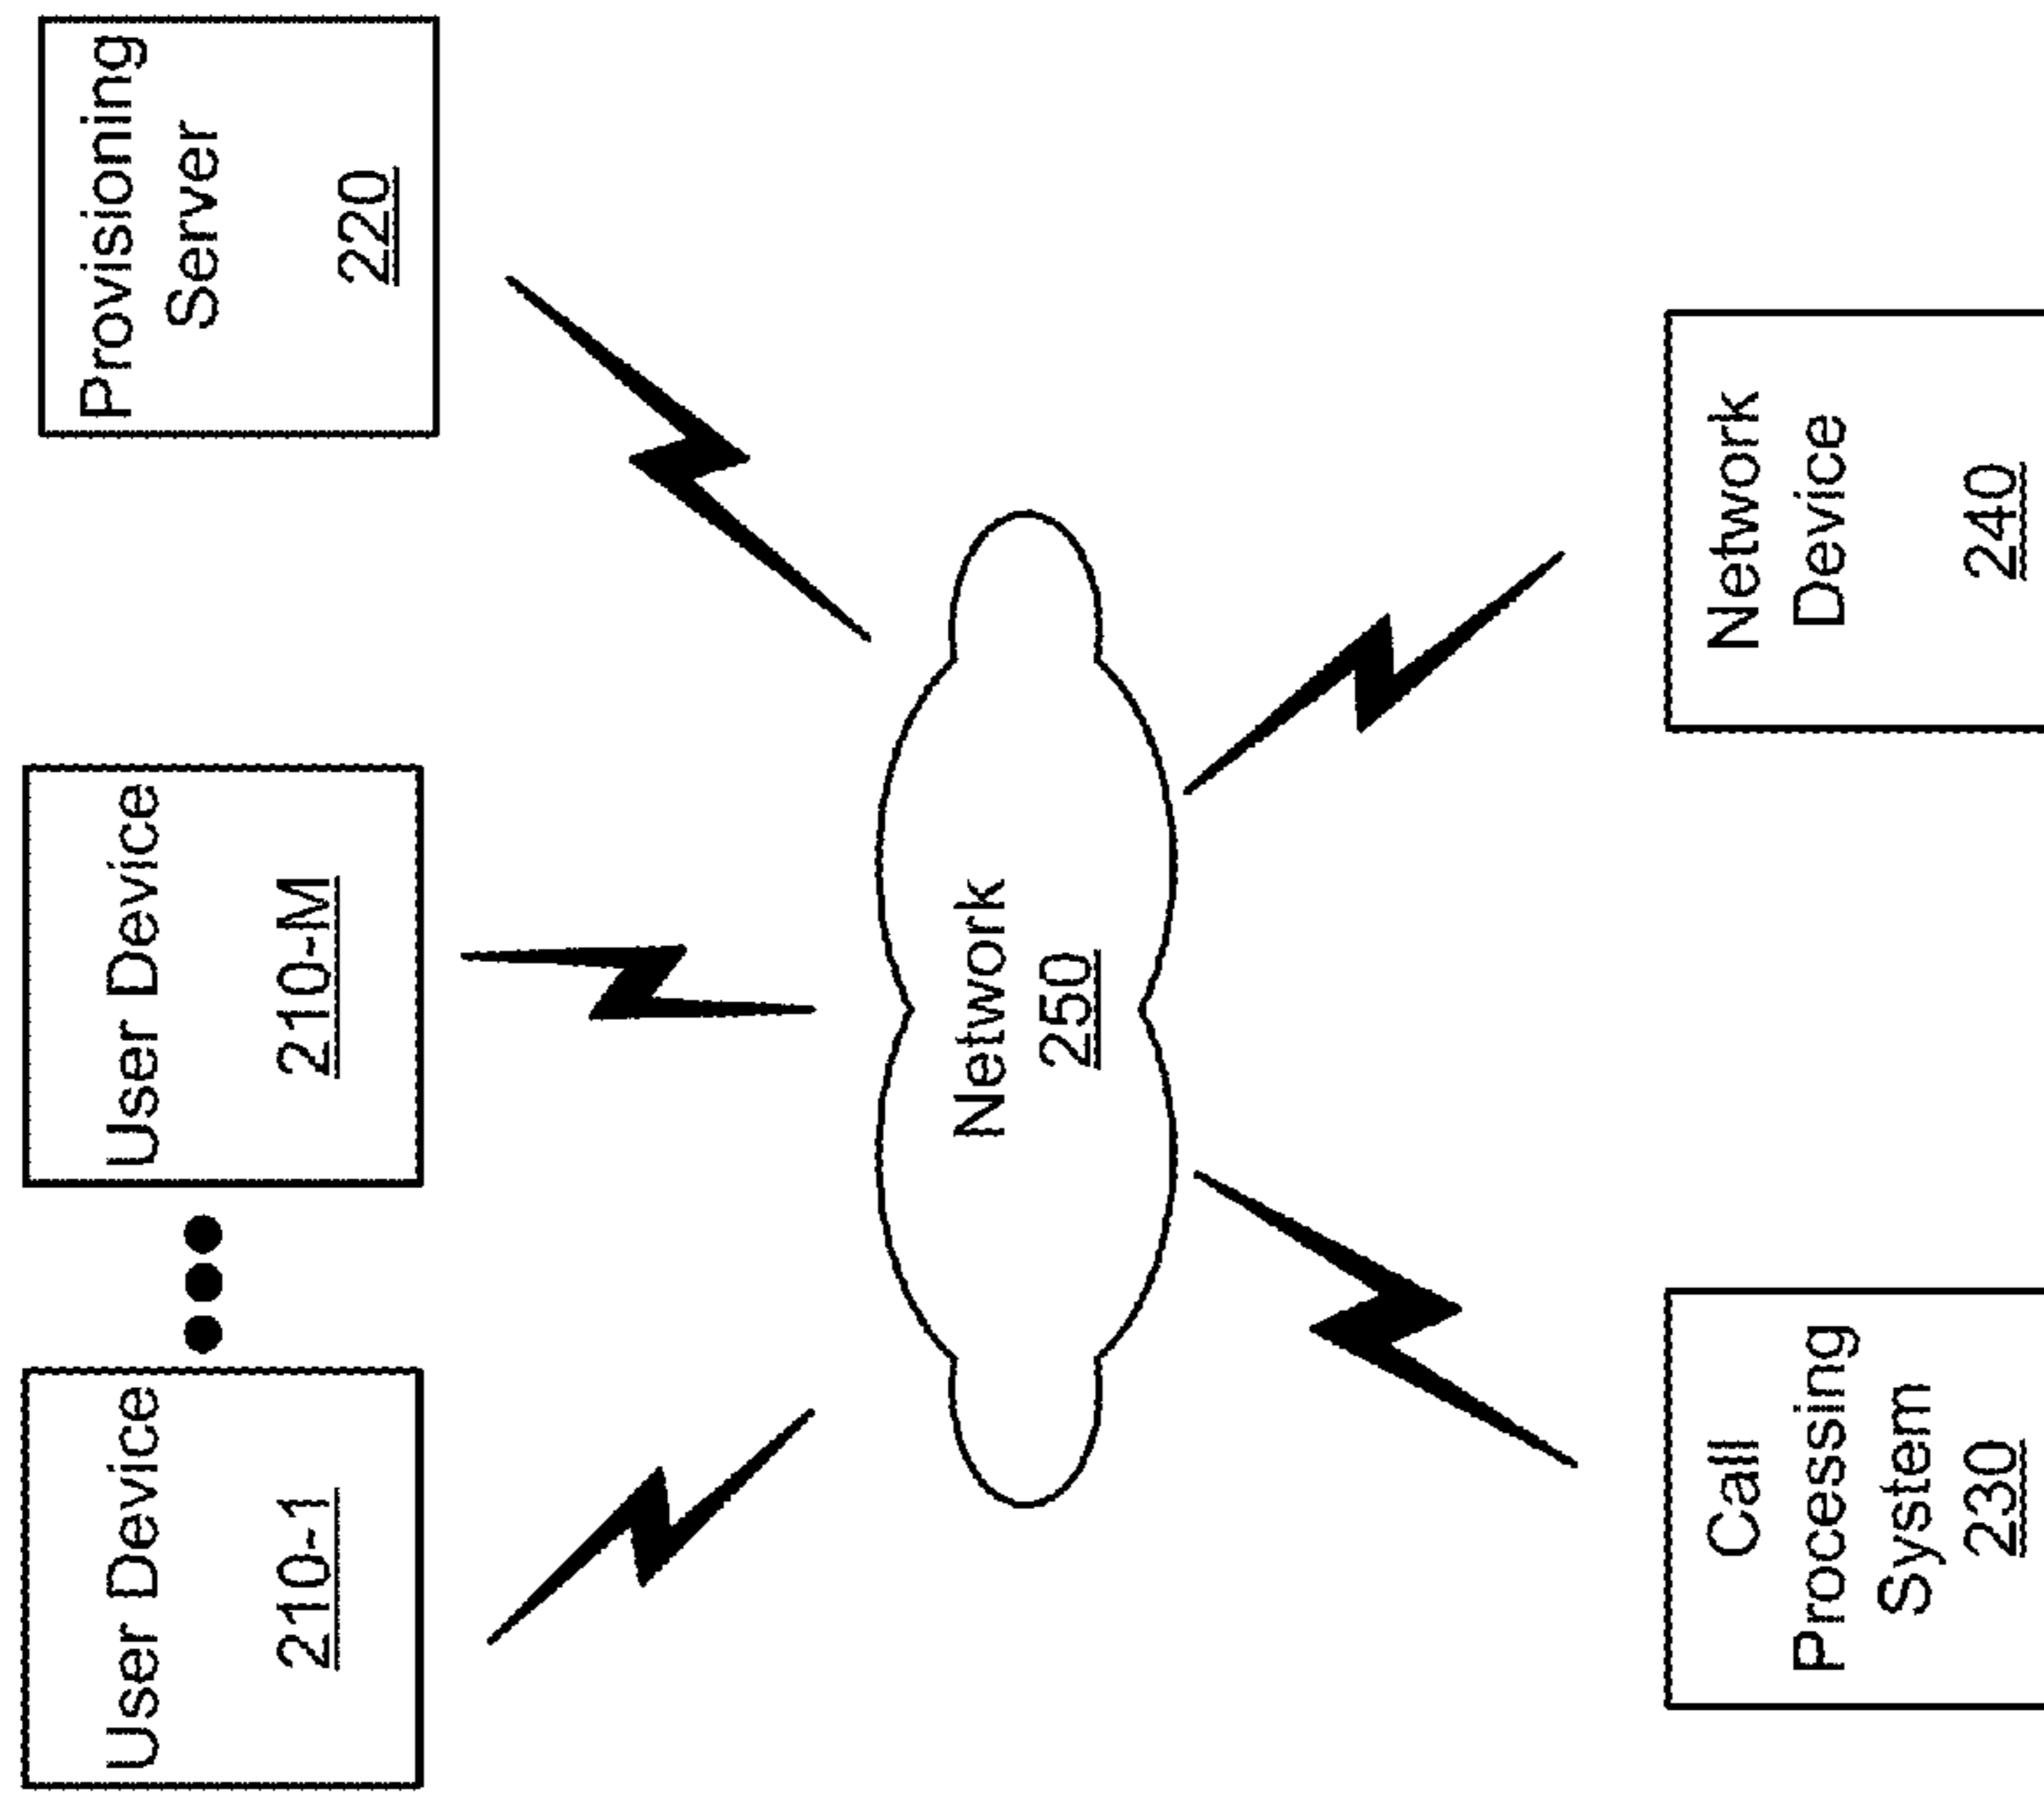 User Device
210-1
User Device
210-M
Provisioning
Server
220
Network
250
Call
Processing
System
230
Network
Device
240